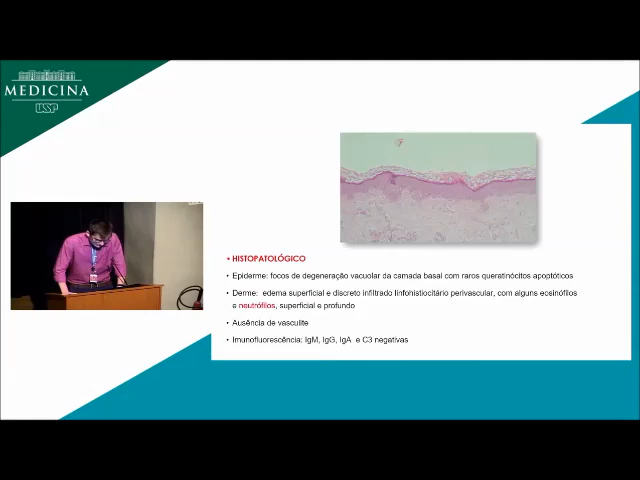 MEDICINA
USP
• HISTOPATOLÓGICO
• Epiderme: focos de degeneração vacuolar da camada basal com raros queratinócitos apoptóticos
• Derme: edema superficial e discreto infiltrado linfohistiocitário perivascular, com alguns eosinófilos
e neutrófilos, superficial e profundo
• Ausência de vasculite
• Imunofluorescência: IgM, IgG, IgA e C3 negativas